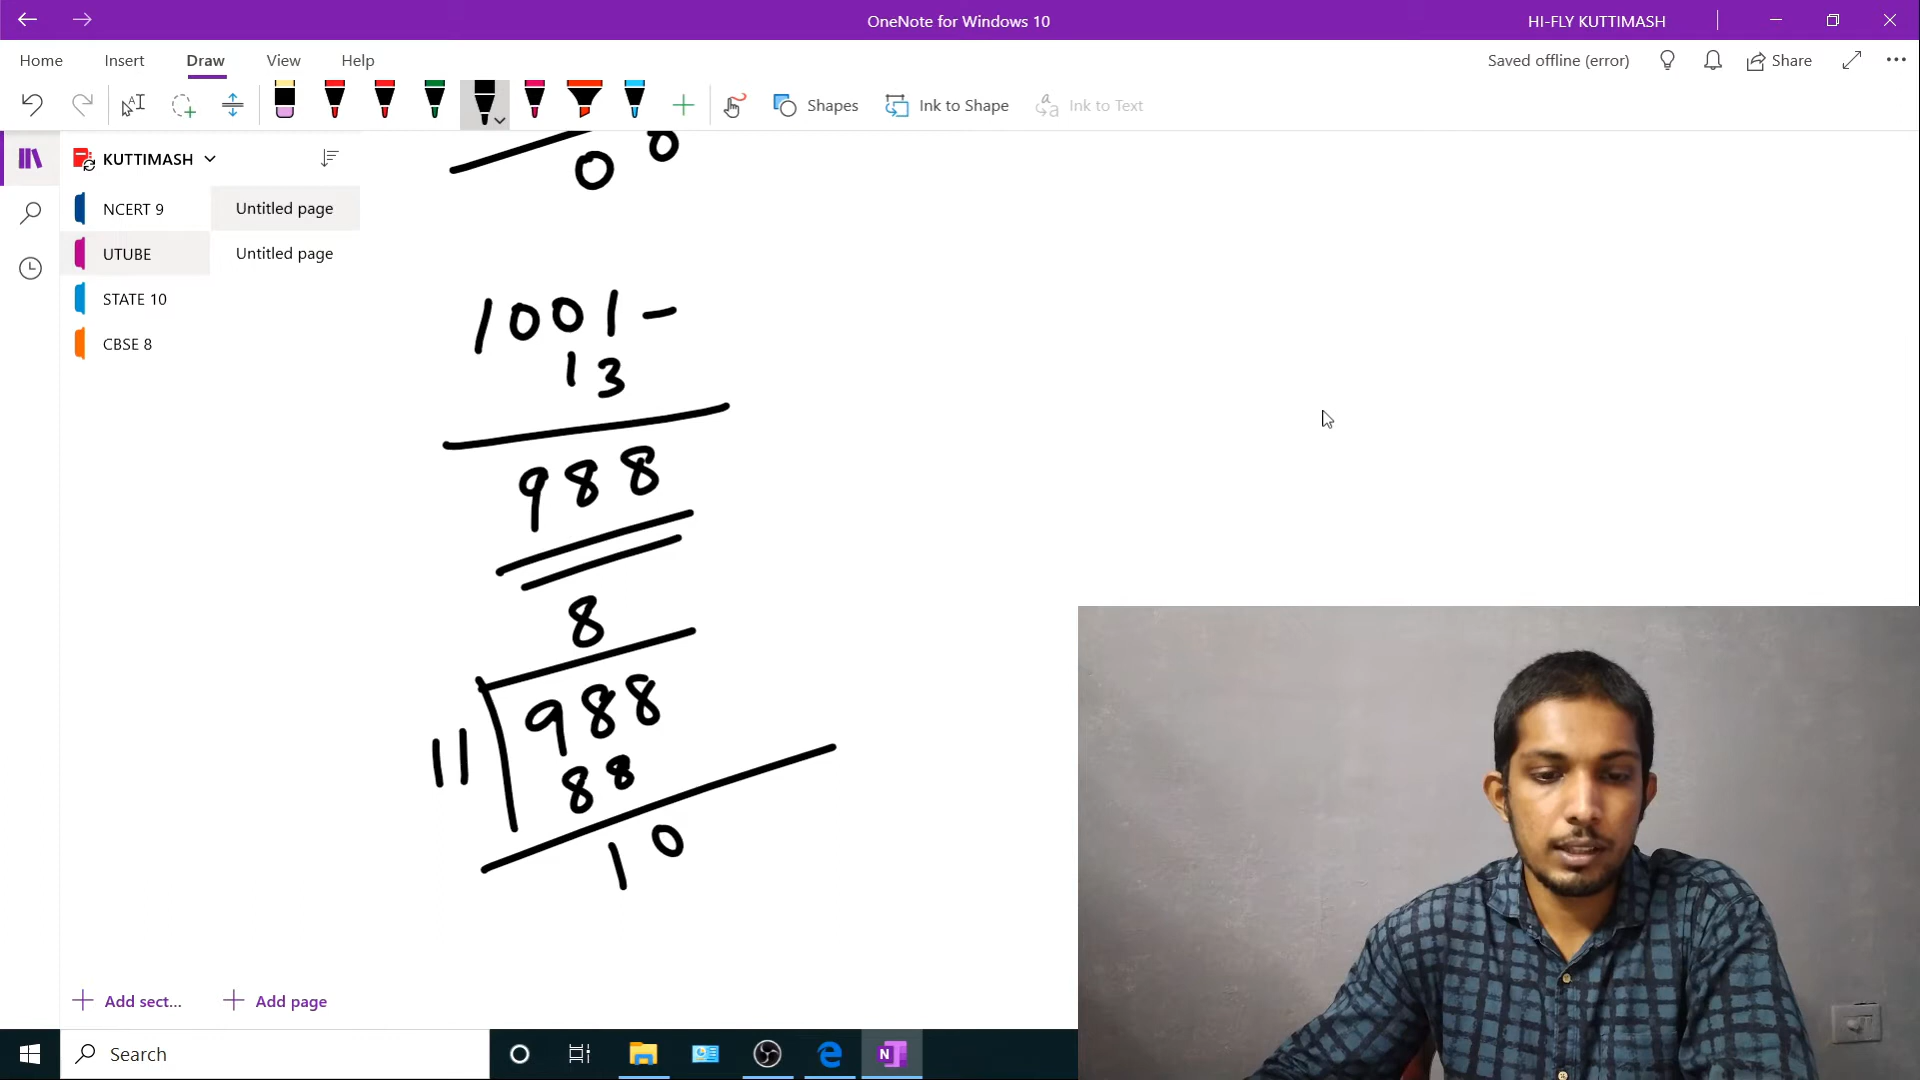 OneNote for Windows 10
HI-FLY KUTTIMASH
Home Insert Draw View Help
Saved offline (error) Share
Shapes Ink to Shape Ink to Text
KUTTIMASH
NCERT 9 Untitled page
UTUBE Untitled page
STATE 10
CBSE 8
0 0
1001 -
13
988
8
11 988
88
10
Add sect... Add page
Search